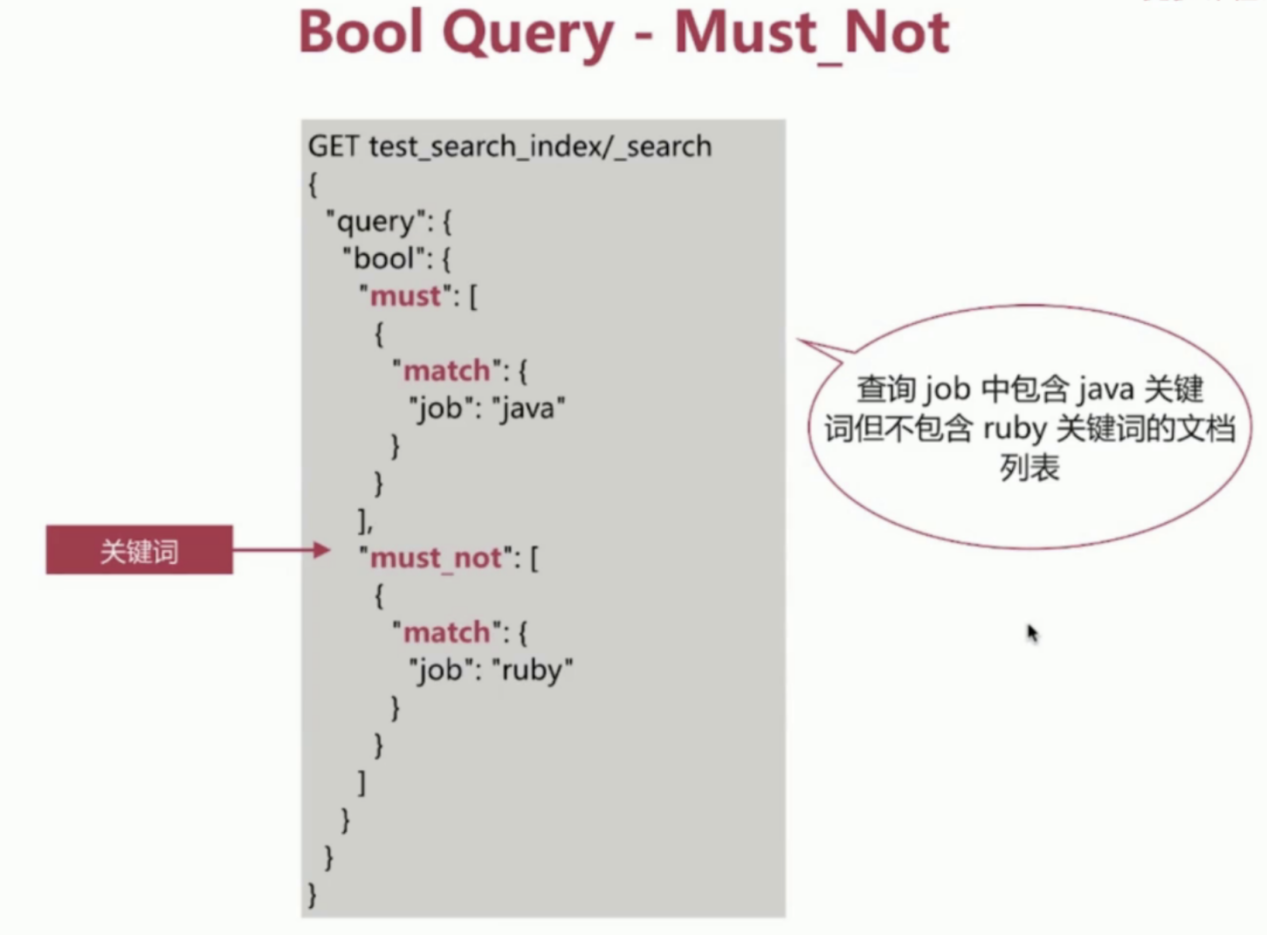 Bool Query - Must_Not
GET test_search_index/_search
{
"query": {
"bool": {
"must": [
{
"match": {
"job": "java"
}
}
],
"must_not": [
{
"match": {
"job": "ruby"
}
}
]
}
}
}
关键词
查询 job 中包含 java 关键
词但不包含 ruby 关键词的文档
列表